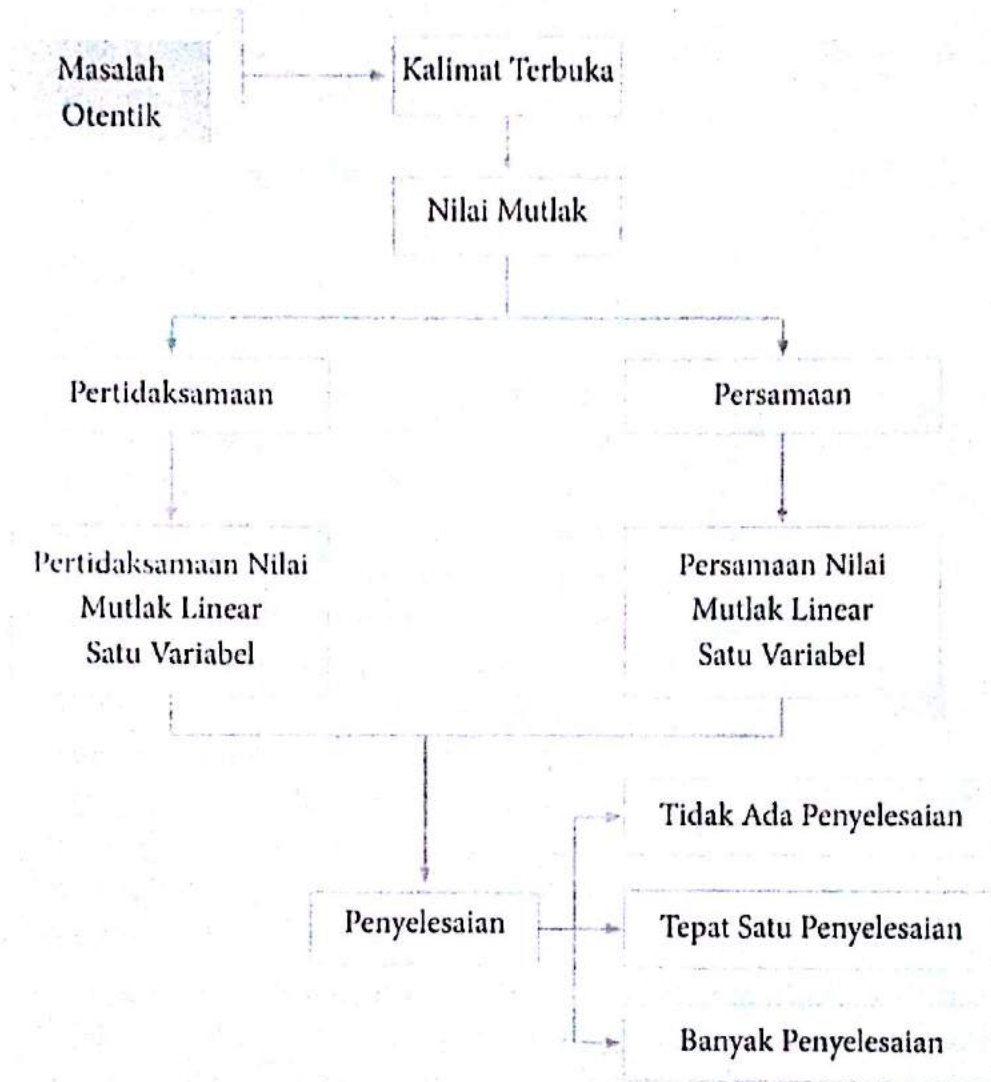 Masalah
Otentik
Kalimat Terbuka
Nilai Mutlak
Pertidaksamaan
Persamaan
Pertidaksamaan Nilai
Mutlak Linear
Satu Variabel
Persamaan Nilai
Mutlak Linear
Satu Variabel
Tidak Ada Penyelesaian
Penyelesaian
Tepat Satu Penyelesaian
Banyak Penyelesaian